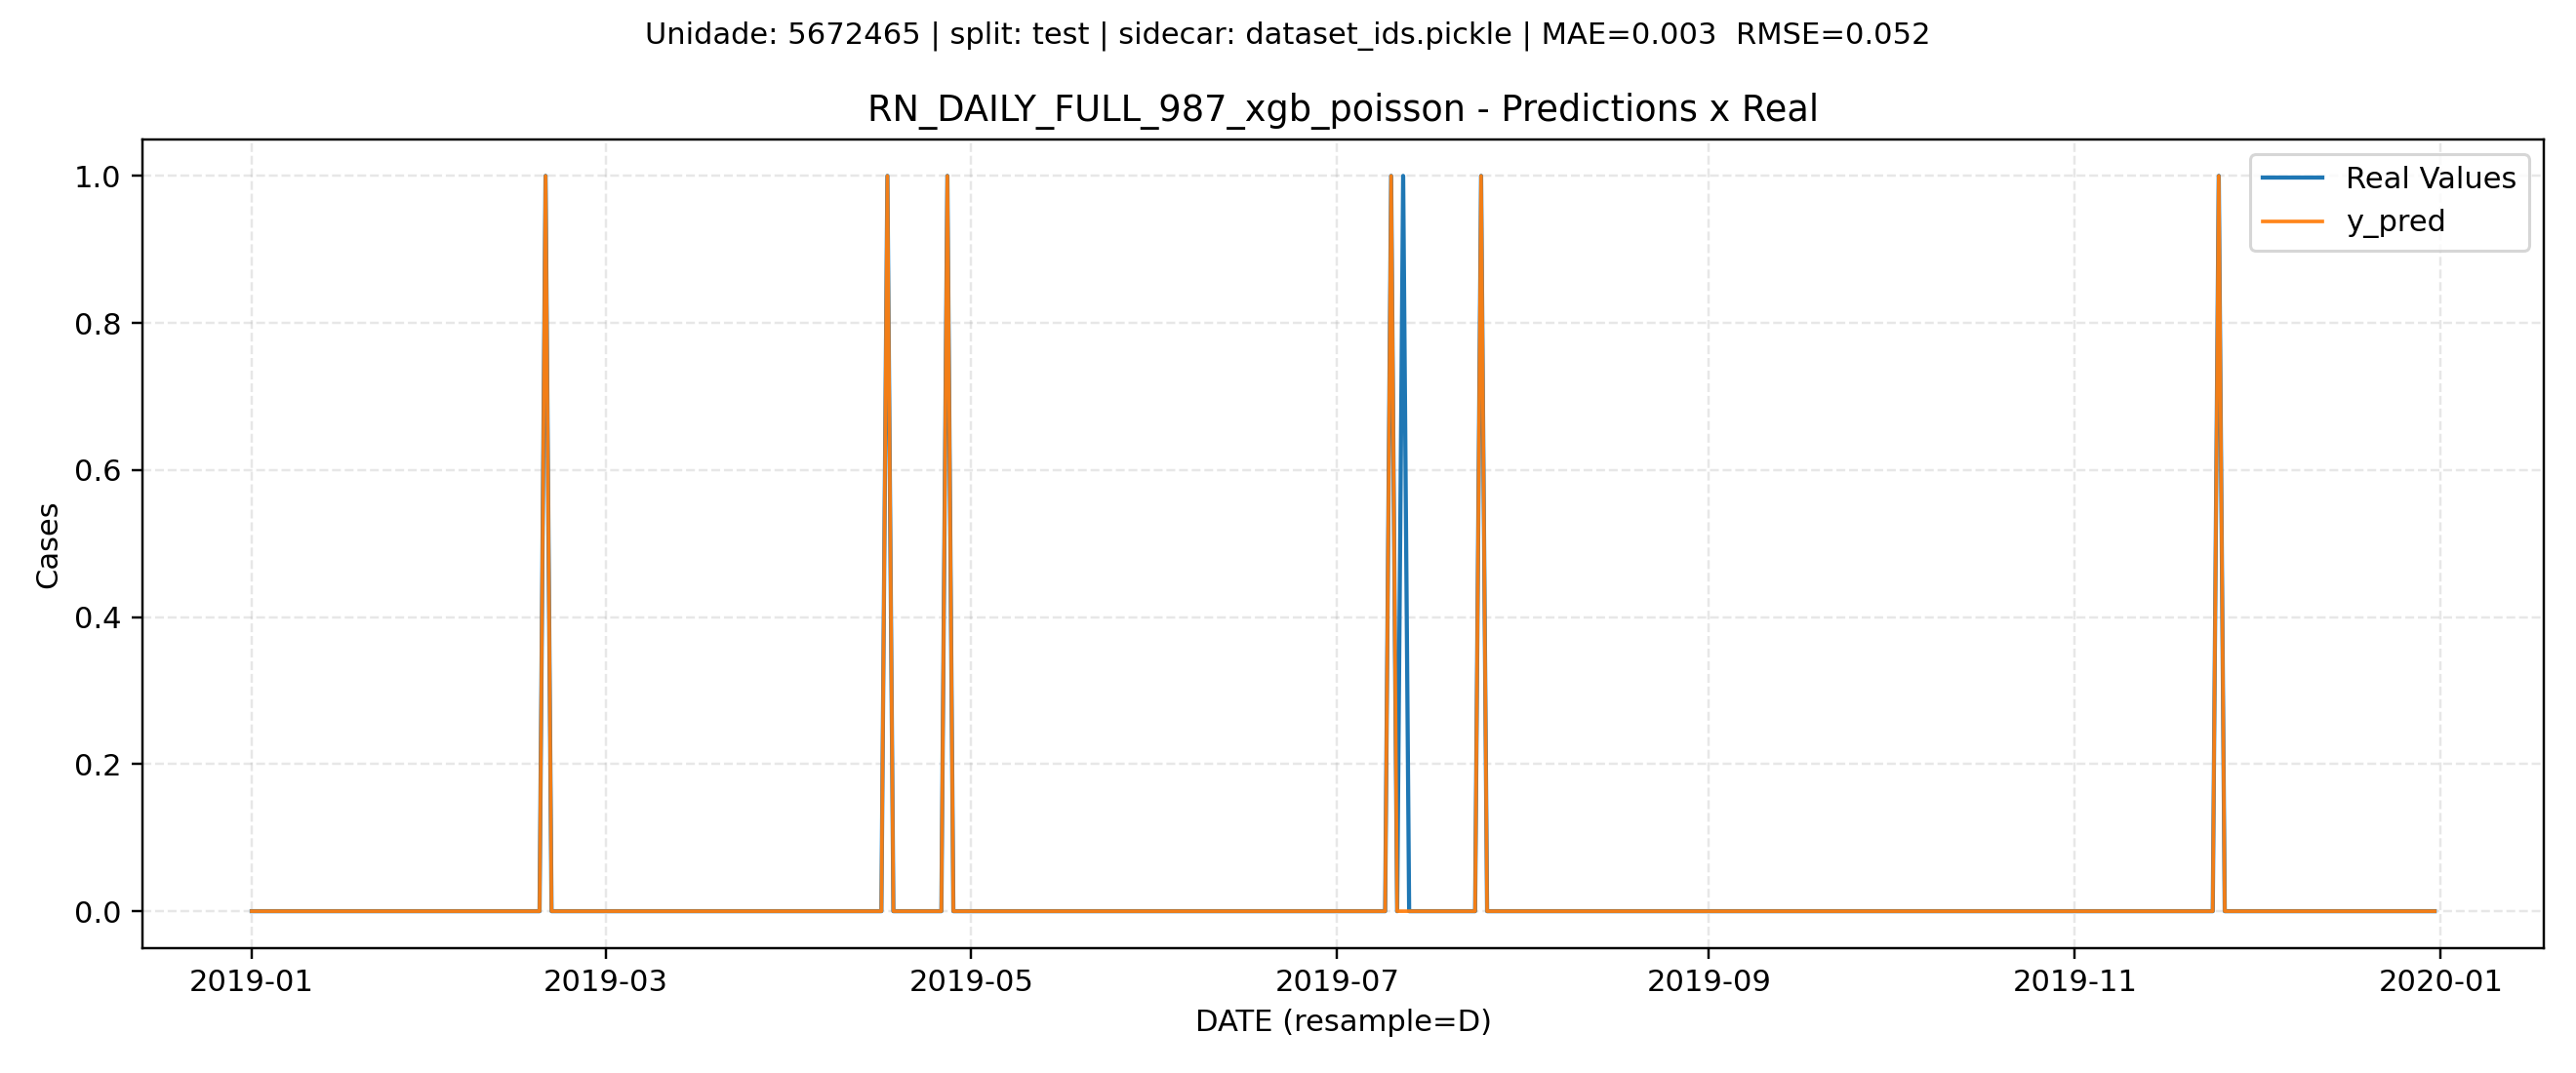 Unidade: 5672465 | split: test | sidecar: dataset_ids.pickle | MAE=0.003  RMSE=0.052
RN_DAILY_FULL_987_xgb_poisson - Predictions x Real
Real Values
y_pred
Cases
1.0
0.8
0.6
0.4
0.2
0.0
2019-01 2019-03 2019-05 2019-07 2019-09 2019-11 2020-01
DATE (resample=D)